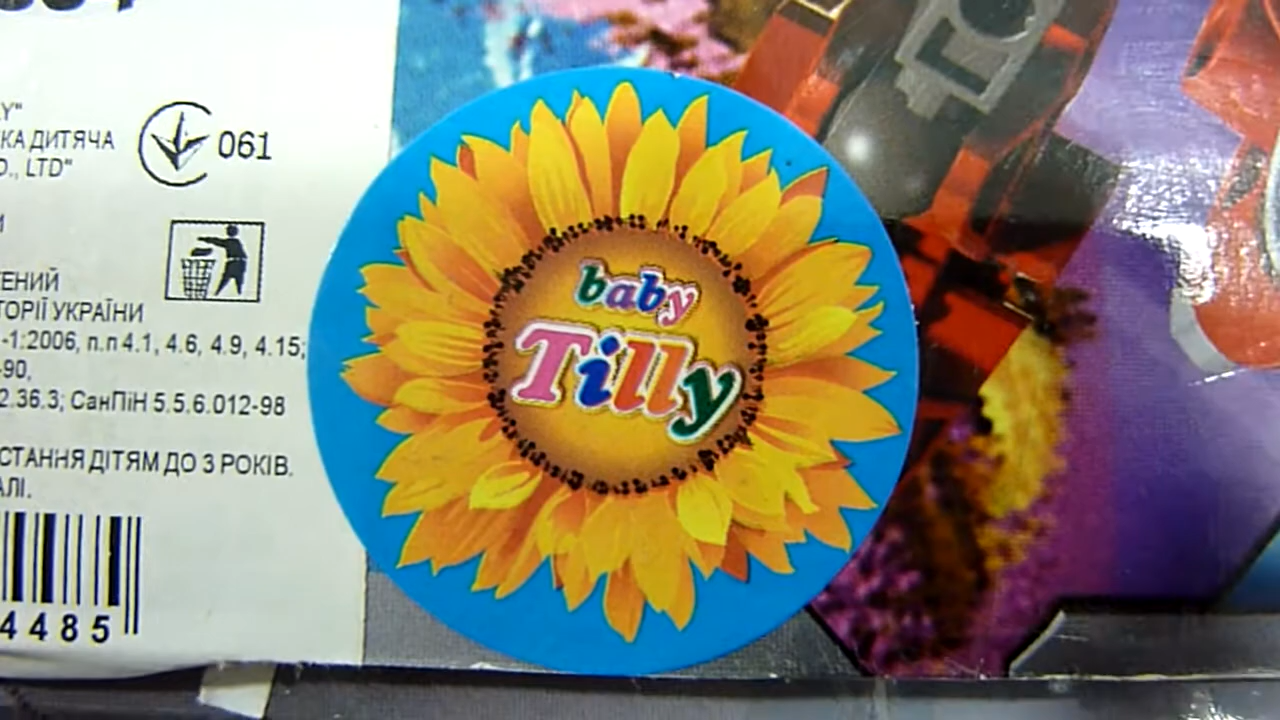 Y"
КА ДИТЯЧА
061
O., LTD"
И
ЕНИЙ
ТОРІЇ УКРАЇНИ
-1:2006, п.п 4.1, 4.6, 4.9, 4.15;
-90,
2.36.3; СанПіН 5.5.6.012-98
СТАННЯ ДІТЯМ ДО 3 РОКІВ.
АЛІ.
4485
baby
Tilly